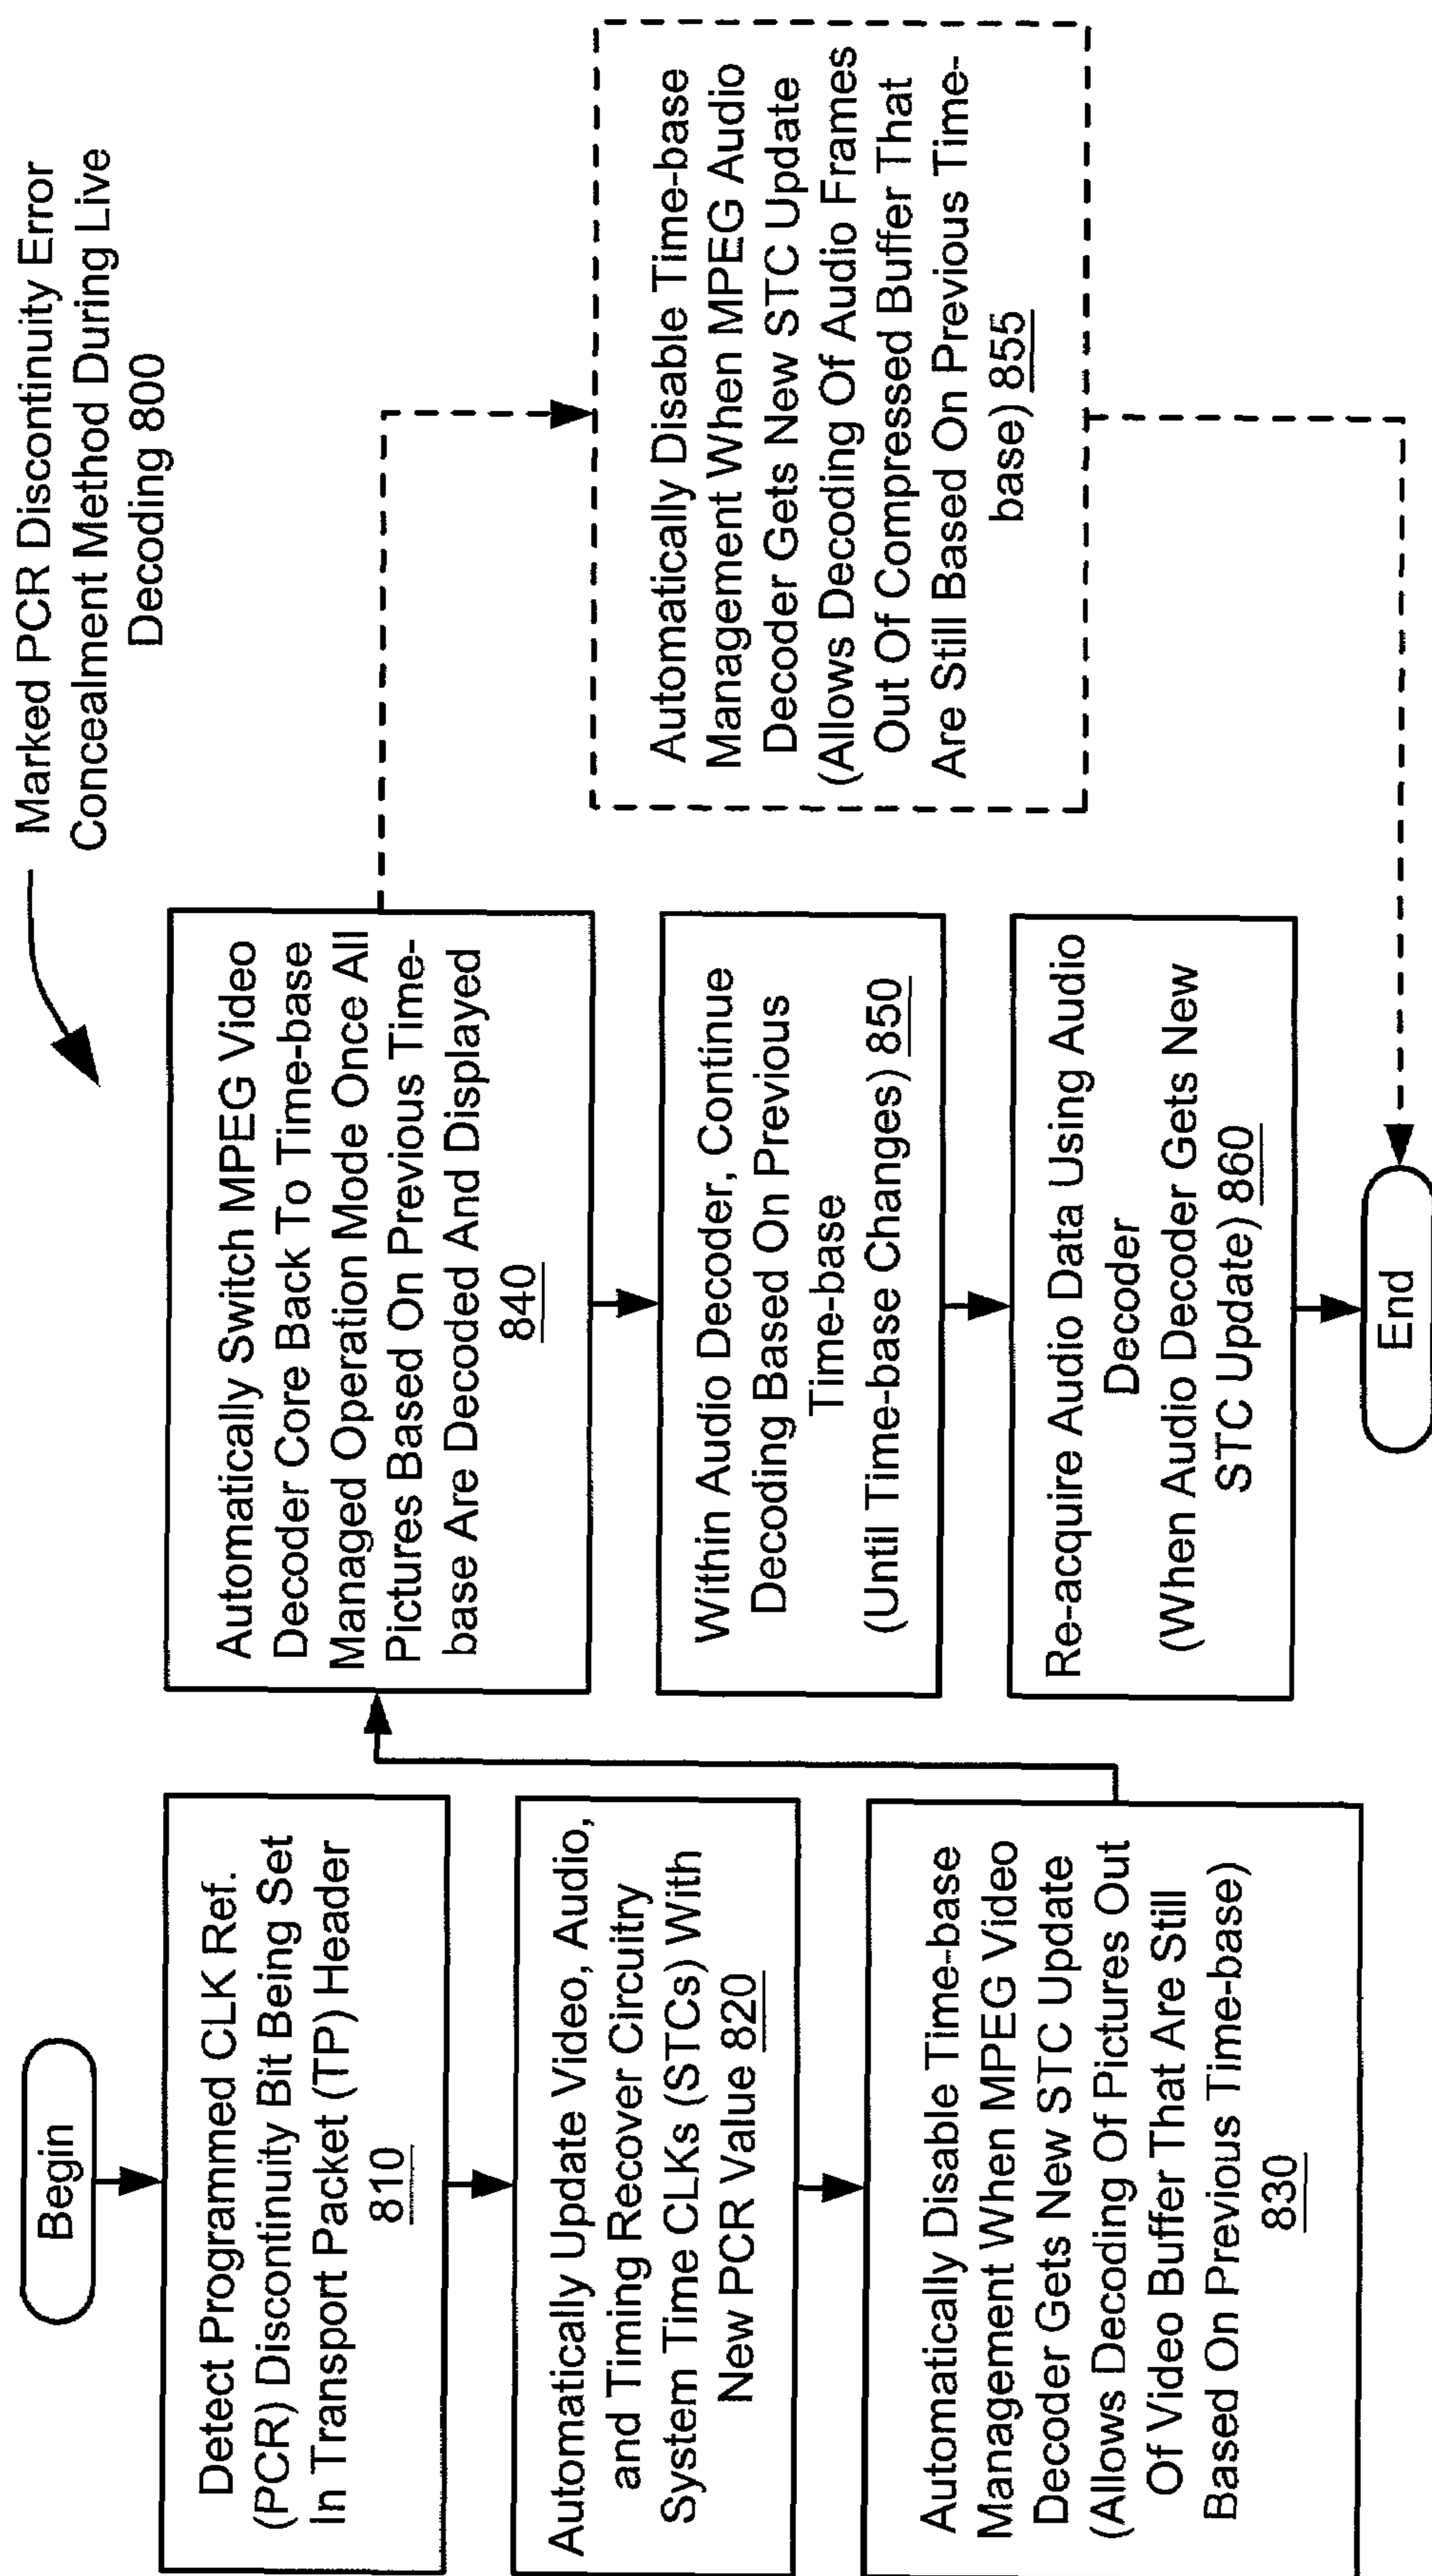 Marked PCR Discontinuity Error
Concealment Method During Live
Decoding 800
Begin
Detect Programmed CLK Ref.
(PCR) Discontinuity Bit Being Set
In Transport Packet (TP) Header
810
Automatically Update Video, Audio,
and Timing Recover Circuitry
System Time CLKs (STCs) With
New PCR Value 820
Automatically Disable Time-base
Management When MPEG Video
Decoder Gets New STC Update
(Allows Decoding Of Pictures Out
Of Video Buffer That Are Still
Based On Previous Time-base)
830
Automatically Switch MPEG Video
Decoder Core Back To Time-base
Managed Operation Mode Once All
Pictures Based On Previous Time-
base Are Decoded And Displayed
840
Within Audio Decoder, Continue
Decoding Based On Previous
Time-base
(Until Time-base Changes) 850
Re-acquire Audio Data Using Audio
Decoder
(When Audio Decoder Gets New
STC Update) 860
End
Automatically Disable Time-base
Management When MPEG Audio
Decoder Gets New STC Update
(Allows Decoding Of Audio Frames
Out Of Compressed Buffer That
Are Still Based On Previous Time-
base) 855